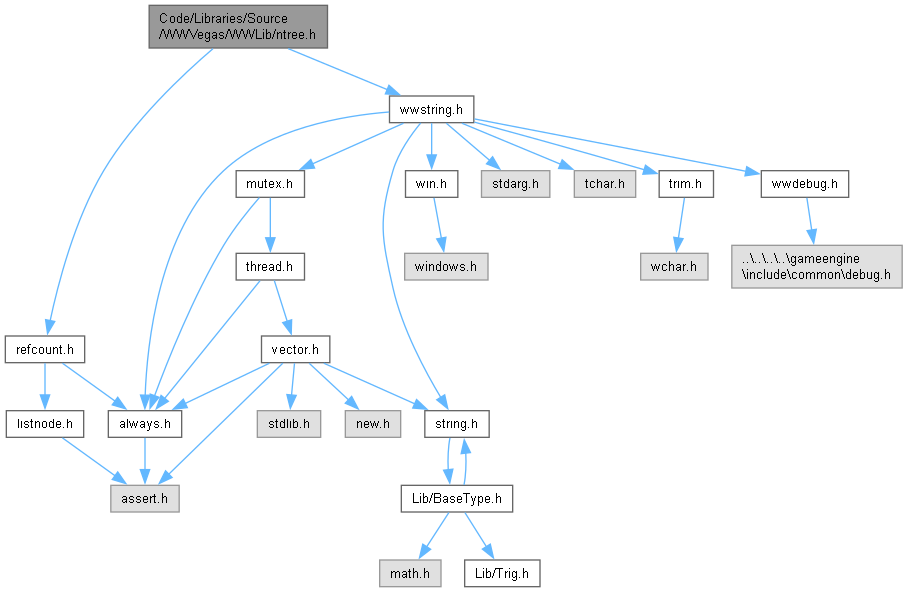 Code/Libraries/Source
/WWVegas/WWLib/ntree.h
wwstring.h
mutex.h
win.h
stdarg.h
tchar.h
trim.h
wwdebug.h
thread.h
windows.h
wchar.h
..\..\..\..\gameengine
\include\common\debug.h
refcount.h
vector.h
listnode.h
always.h
stdlib.h
new.h
string.h
assert.h
Lib/BaseType.h
math.h
Lib/Trig.h